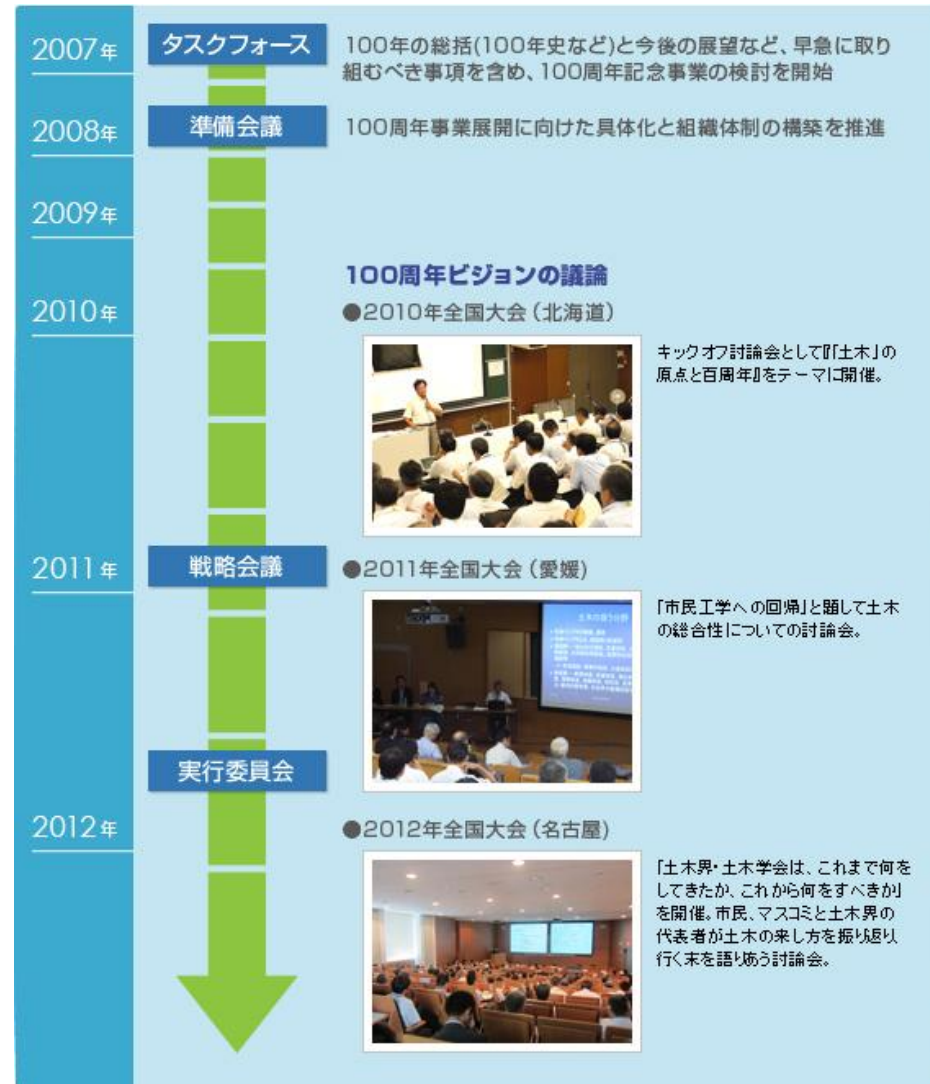 2007年
タスクフォース
100年の総括(100年史など)と今後の展望など、早急に取り
組むべき事項を含め、100周年記念事業の検討を開始
2008年
準備会議
100周年事業展開に向けた具体化と組織体制の構築を推進
2009年
100周年ビジョンの議論
2010年
●2010年全国大会(北海道)
キックオフ討論会として『「土木」の
原点と百周年』をテーマに開催。
2011年
戦略会議
●2011年全国大会(愛媛)
「市民工学への回帰」と題して土木
の総合性についての討論会。
実行委員会
2012年
●2012年全国大会(名古屋)
「土木界・土木学会は、これまで何を
してきたか、これから何をすべきか」
を開催。市民、マスコミと土木界の
代表者が土木の来し方を振り返り、
行く末を語りあう討論会。